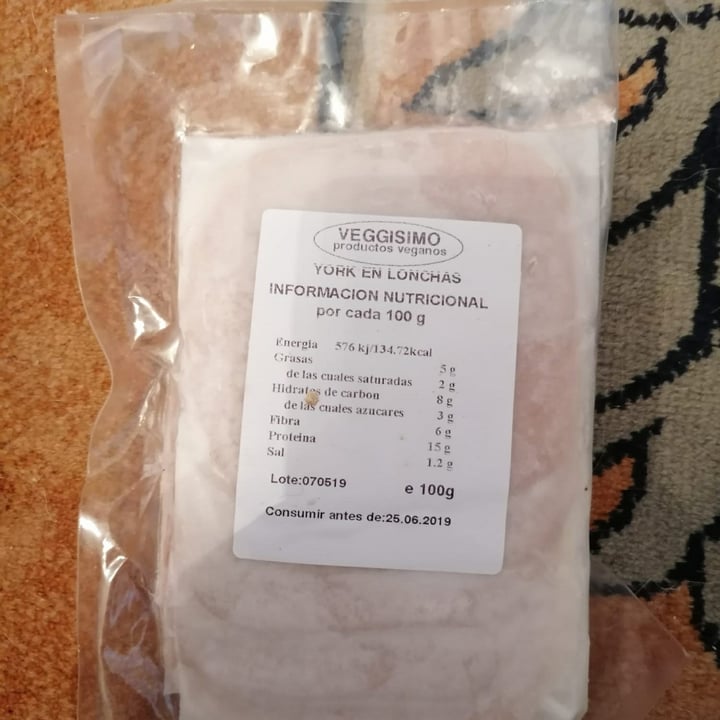 VEGGISIMO
productos veganos
YORK EN LONCHAS
INFORMACION NUTRICIONAL
por cada 100 g
Energía 576 kj/134.72kcal
Grasas 5 g
de las cuales saturadas 2 g
Hidratos de carbon 8 g
de las cuales azucares 3 g
Fibra 6 g
Proteína 15 g
Sal 1.2 g
Lote:070519 e 100g
Consumir antes de:25.06.2019